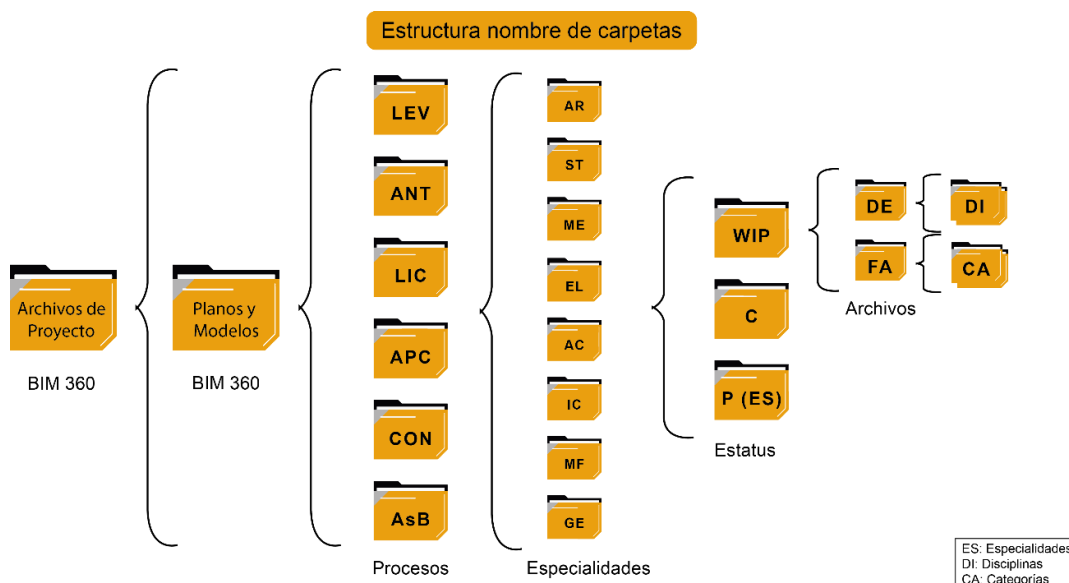 Estructura nombre de carpetas
Archivos de
Proyecto
BIM 360
Planos y
Modelos
BIM 360
LEV
ANT
LIC
APC
CON
AsB
Procesos
AR
ST
ME
EL
AC
IC
MF
GE
Especialidades
WIP
C
P (ES)
Estatus
DE
FA
Archivos
DI
CA
ES: Especialidades
DI: Disciplinas
CA: Categorías